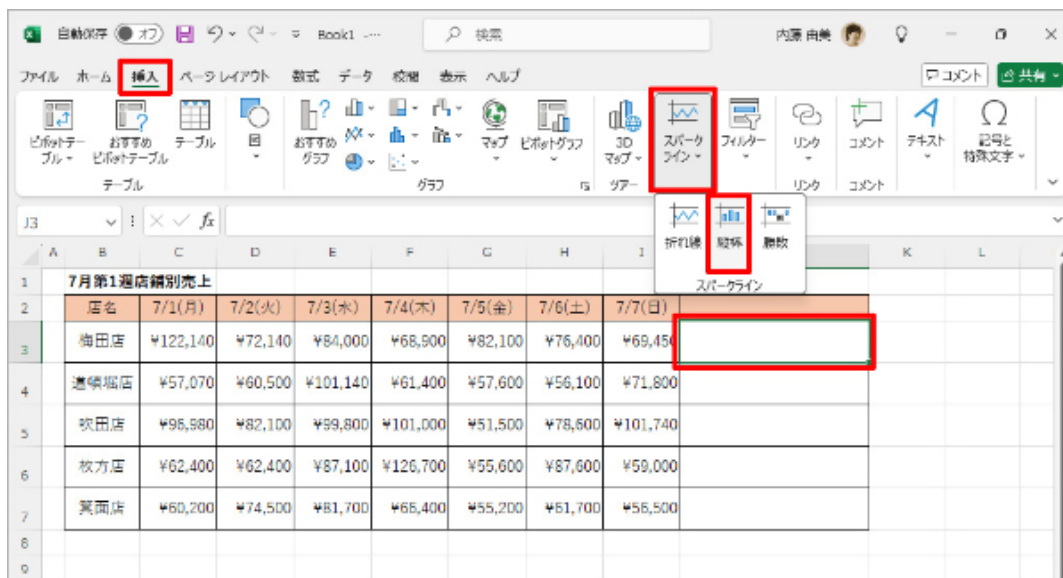 自動保存 オフ Book1 -… 検索 内藤 由美
ファイル ホーム 挿入 ページ レイアウト 数式 データ 校閲 表示 ヘルプ コメント 共有
ピボットテー
ブル
おすすめ
ピボットテーブル
テーブル
図
おすすめ
グラフ
マップ
ピボットグラフ
3D
マップ
スパーク
ライン
フィルター
リンク
コメント
テキスト
記号と
特殊文字
テーブル グラフ ツアー リンク コメント
J3 fx
折れ線 縦棒 勝敗
スパークライン
A B C D E F G H I K L
1 7月第1週店舗別売上
2 店名 7/1(月) 7/2(火) 7/3(水) 7/4(木) 7/5(金) 7/6(土) 7/7(日)
3 梅田店 ¥122,140 ¥72,140 ¥84,000 ¥68,900 ¥82,100 ¥76,400 ¥69,450
4 道頓堀店 ¥57,070 ¥60,500 ¥101,140 ¥61,400 ¥57,600 ¥56,100 ¥71,800
5 吹田店 ¥96,980 ¥82,100 ¥99,800 ¥101,000 ¥51,500 ¥78,600 ¥101,740
6 枚方店 ¥62,400 ¥62,400 ¥87,100 ¥126,700 ¥55,600 ¥87,600 ¥59,000
7 箕面店 ¥60,200 ¥74,500 ¥81,700 ¥66,400 ¥55,200 ¥61,700 ¥56,500
8
9